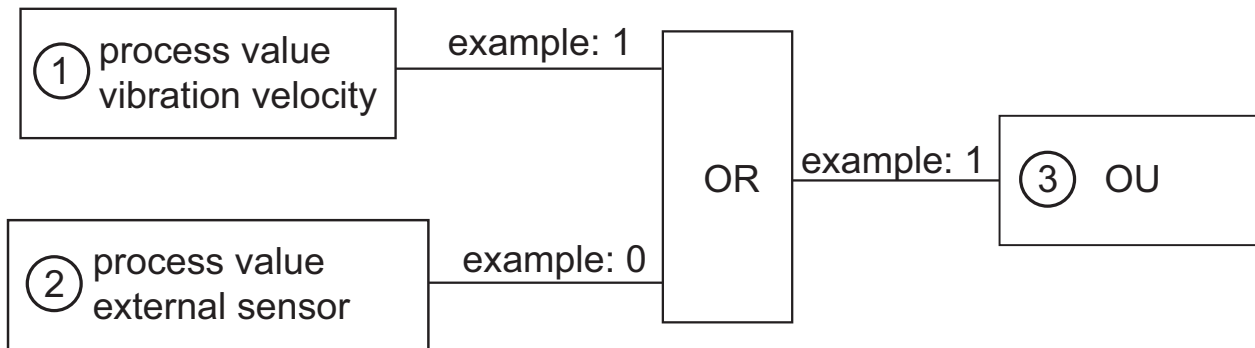 1 process value
vibration velocity
example: 1
OR
example: 1
3 OU
2 process value
external sensor
example: 0